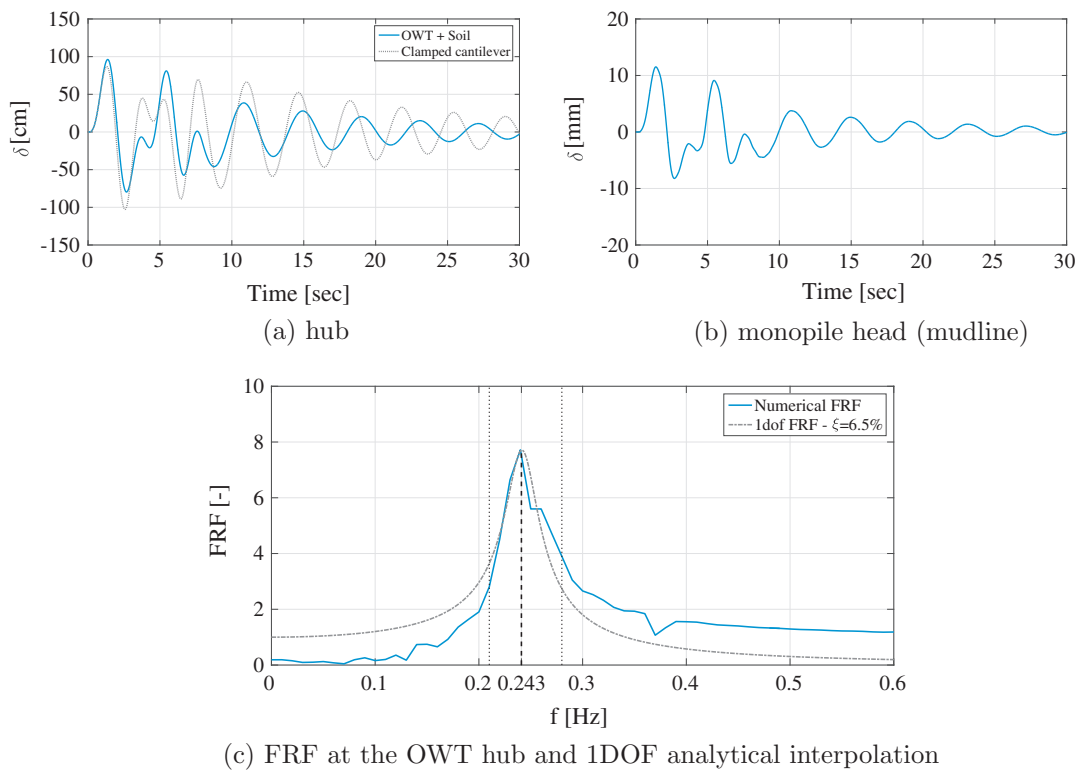 150
100
50
0
-50
-100
-150
δ [cm]
OWT + Soil
Clamped cantilever
0 5 10 15 20 25 30
Time [sec]
(a) hub
20
10
0
-10
-20
δ [mm]
0 5 10 15 20 25 30
Time [sec]
(b) monopile head (mudline)
10
8
6
4
2
0
FRF [-]
Numerical FRF
1dof FRF - ξ=6.5%
0 0.1 0.2 0.243 0.3 0.4 0.5 0.6
f [Hz]
(c) FRF at the OWT hub and 1DOF analytical interpolation